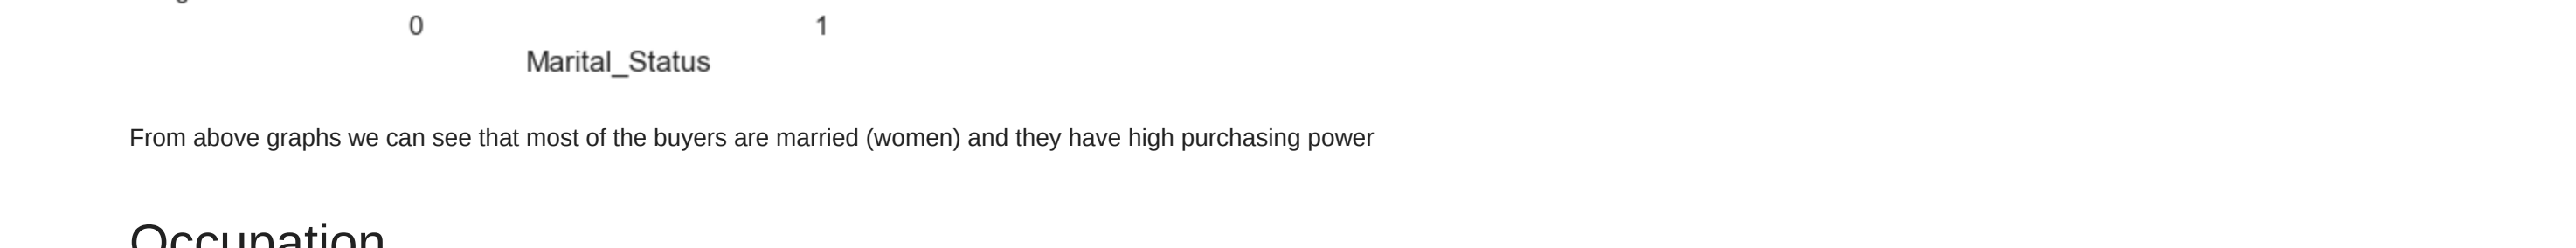 0 1
Marital_Status
From above graphs we can see that most of the buyers are married (women) and they have high purchasing power
Occupation